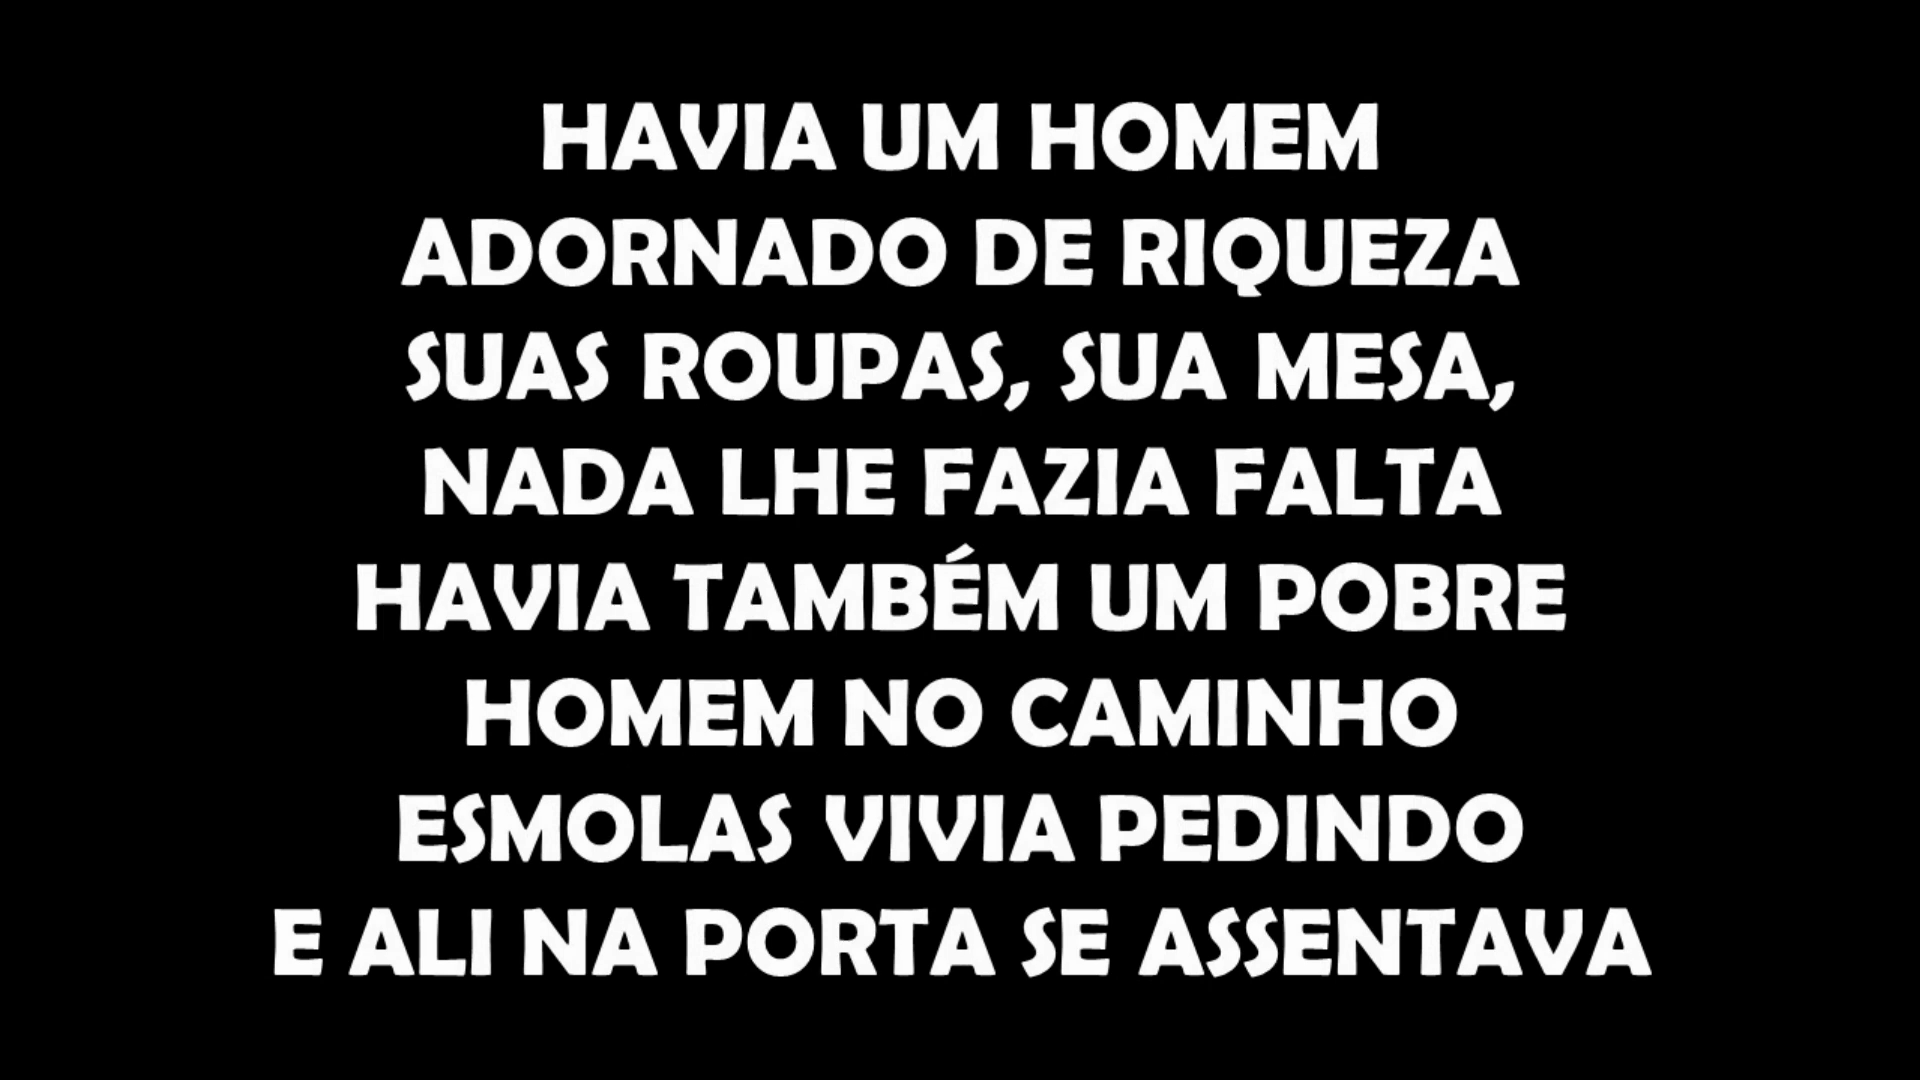 HAVIA UM HOMEM
ADORNADO DE RIQUEZA
SUAS ROUPAS, SUA MESA,
NADA LHE FAZIA FALTA
HAVIA TAMBÉM UM POBRE
HOMEM NO CAMINHO
ESMOLAS VIVIA PEDINDO
E ALI NA PORTA SE ASSENTAVA